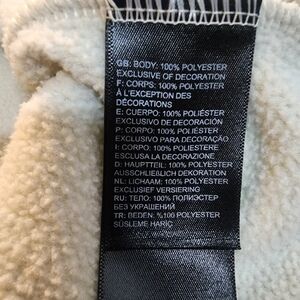 GB: BODY: 100% POLYESTER
EXCLUSIVE OF DECORATION
F: CORPS: 100% POLYESTER
À L'EXCEPTION DES
DÉCORATIONS
E: CUERPO: 100% POLIÉSTER
EXCLUSIVO DE DECORACIÓN
P: CORPO: 100% POLIÉSTER
EXCLUSIVO PARA DECORAÇÃO
I: CORPO: 100% POLIESTERE
ESCLUSA LA DECORAZIONE
D: HAUPTTEIL: 100% POLYESTER
AUSSCHLIEßLICH DEKORATION
NL: LICHAAM: 100% POLYESTER
EXCLUSIEF VERSIERING
RU: ТЕЛО: 100% ПОЛИЭСТЕР
БЕЗ УКРАШЕНИЙ
TR: BEDEN: %100 POLYESTER
SÜSLEME HARİÇ